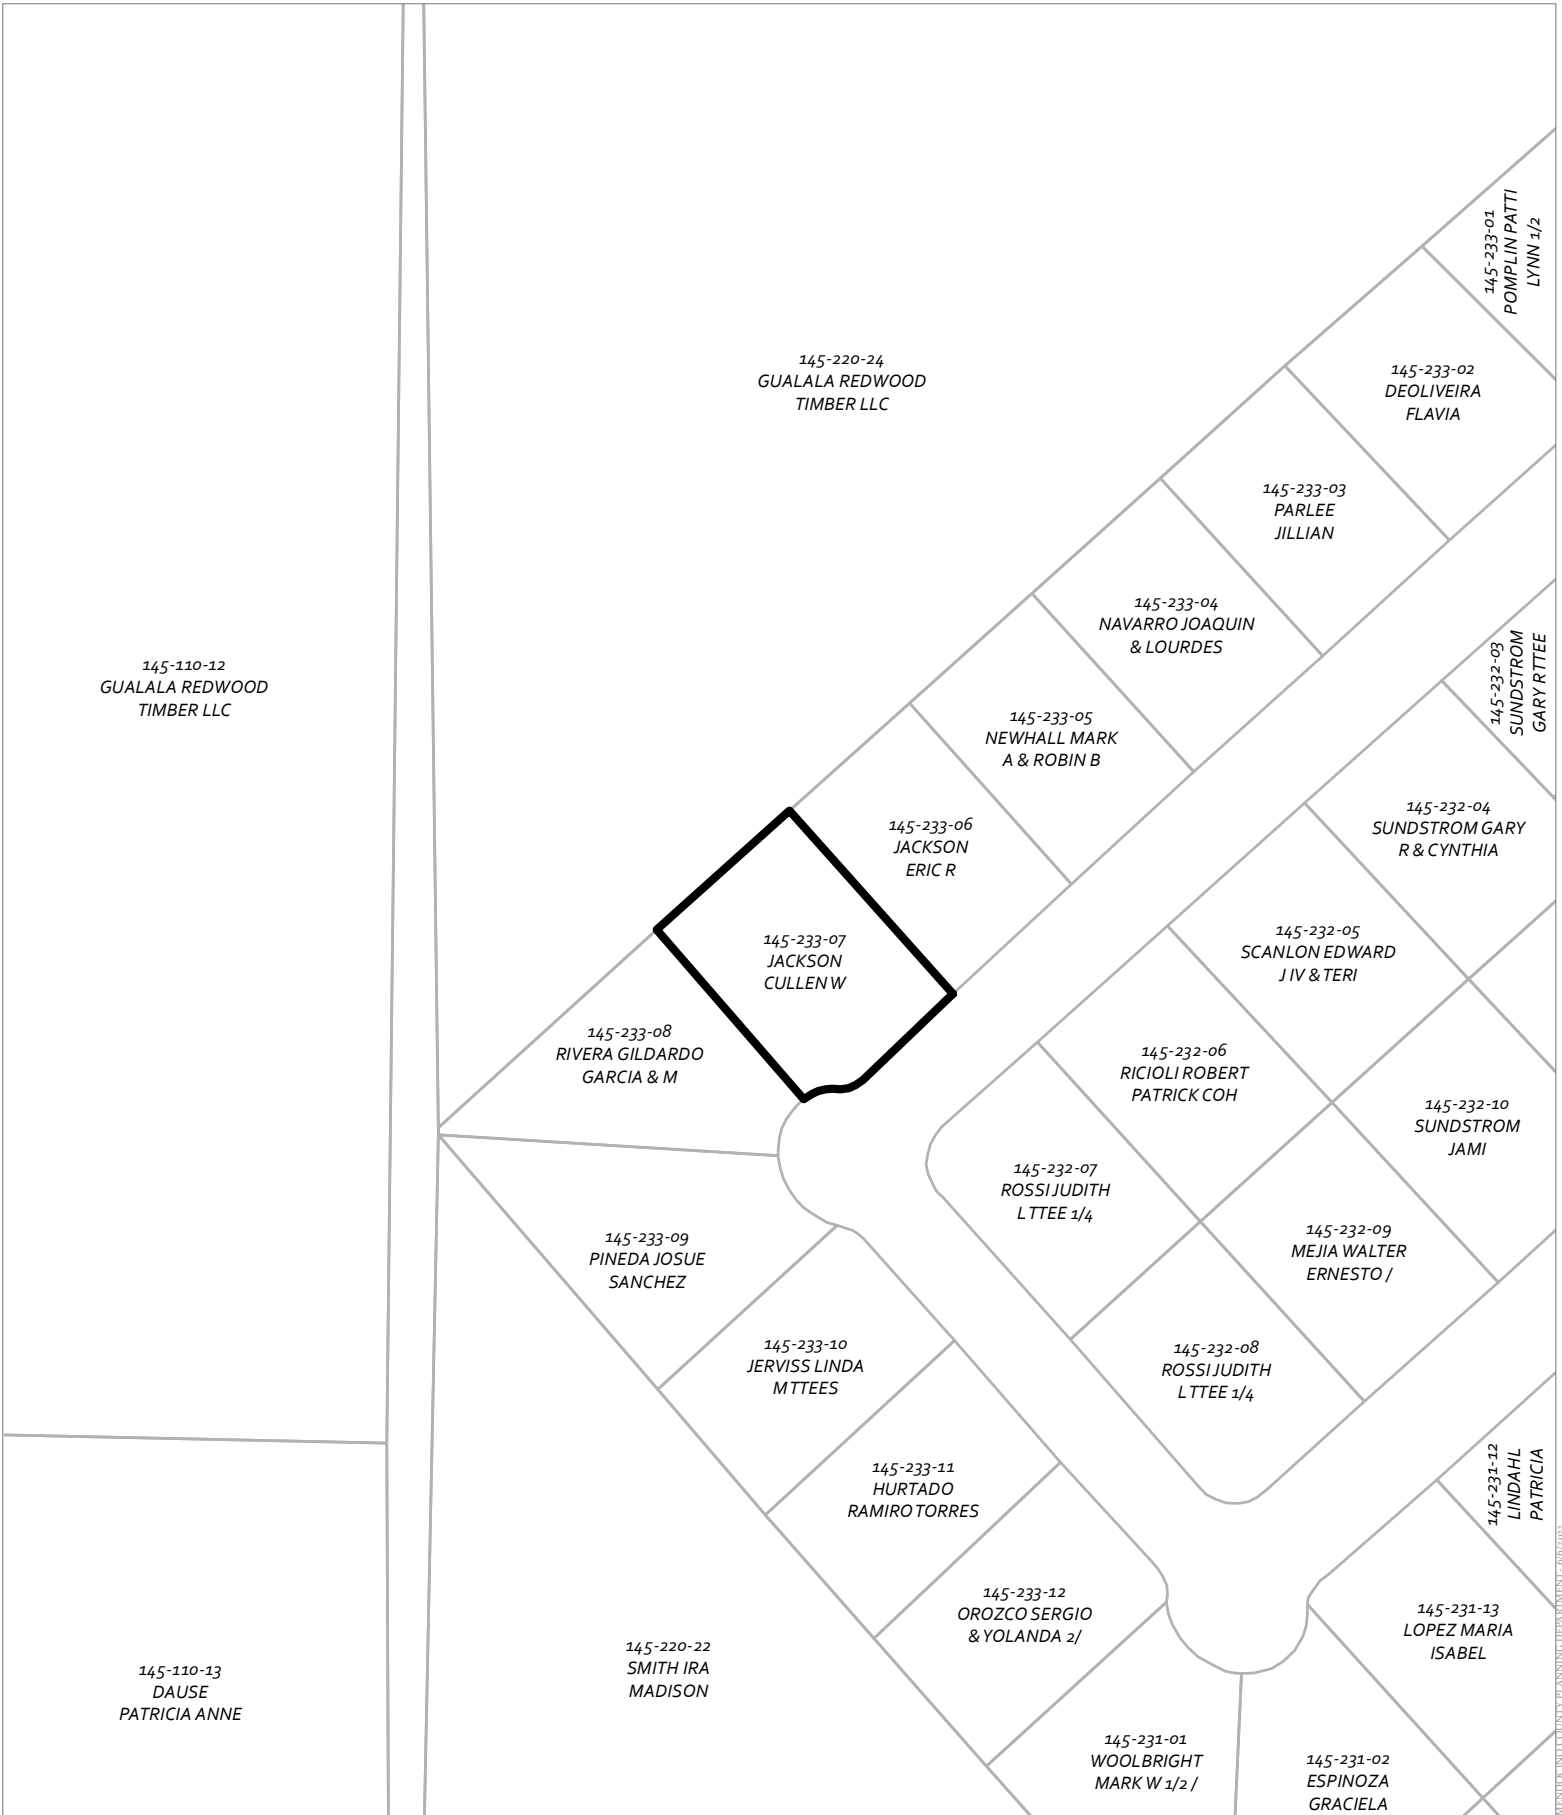 145-233-01
POMPLIN PATTI
LYNN 1/2
145-220-24
GUALALA REDWOOD
TIMBER LLC
145-233-02
DEOLIVEIRA
FLAVIA
145-233-03
PARLEE
JILLIAN
145-233-04
NAVARRO JOAQUIN
& LOURDES
145-232-03
SUNDSTROM
GARY RTTEE
145-110-12
GUALALA REDWOOD
TIMBER LLC
145-233-05
NEWHALL MARK
A & ROBIN B
145-232-04
SUNDSTROM GARY
R & CYNTHIA
145-233-06
JACKSON
ERIC R
145-232-05
SCANLON EDWARD
J IV & TERI
145-233-07
JACKSON
CULLEN W
145-233-08
RIVERA GILDARDO
GARCIA & M
145-232-06
RICIOLI ROBERT
PATRICK COH
145-232-10
SUNDSTROM
JAMI
145-232-07
ROSSI JUDITH
LTTEE 1/4
145-233-09
PINEDA JOSUE
SANCHEZ
145-232-09
MEJIA WALTER
ERNESTO /
145-233-10
JERVISS LINDA
MTTEES
145-232-08
ROSSI JUDITH
LTTEE 1/4
145-233-11
HURTADO
RAMIRO TORRES
145-231-12
LINDAHL
PATRICIA
145-233-12
OROZCO SERGIO
& YOLANDA 2/
145-231-13
LOPEZ MARIA
ISABEL
145-220-22
SMITH IRA
MADISON
145-110-13
DAUSE
PATRICIA ANNE
145-231-01
WOOLBRIGHT
MARK W 1/2 /
145-231-02
ESPINOZA
GRACIELA
MENDOCINO COUNTY PLANNING DEPARTMENT -